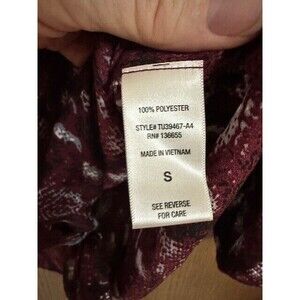 100% POLYESTER
STYLE# TU39467-A4
RN# 136655
MADE IN VIETNAM
S
SEE REVERSE
FOR CARE